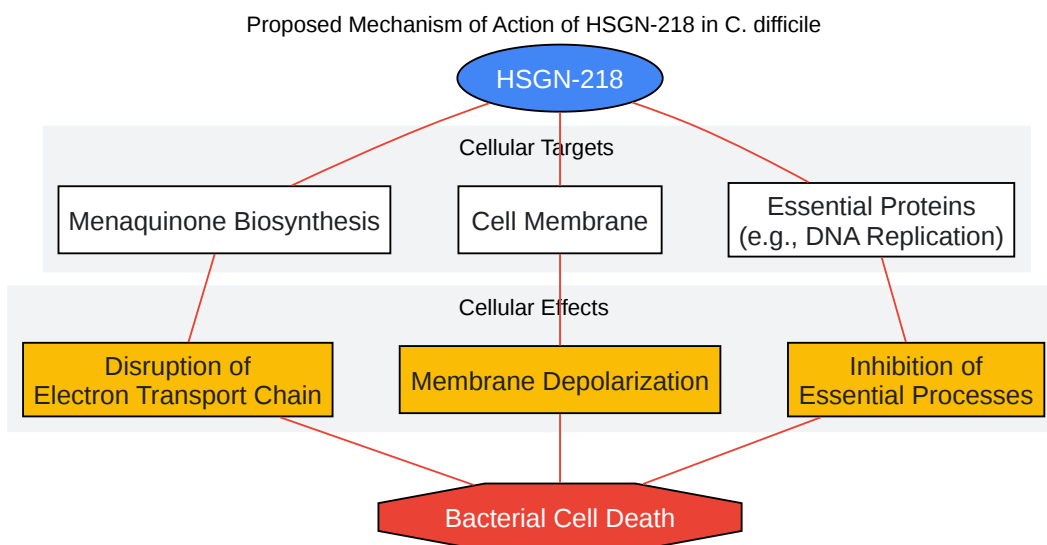 Proposed Mechanism of Action of HSGN-218 in C. difficile
HSGN-218
Cellular Targets
Menaquinone Biosynthesis
Cell Membrane
Essential Proteins
(e.g., DNA Replication)
Cellular Effects
Disruption of
Electron Transport Chain
Membrane Depolarization
Inhibition of
Essential Processes
Bacterial Cell Death